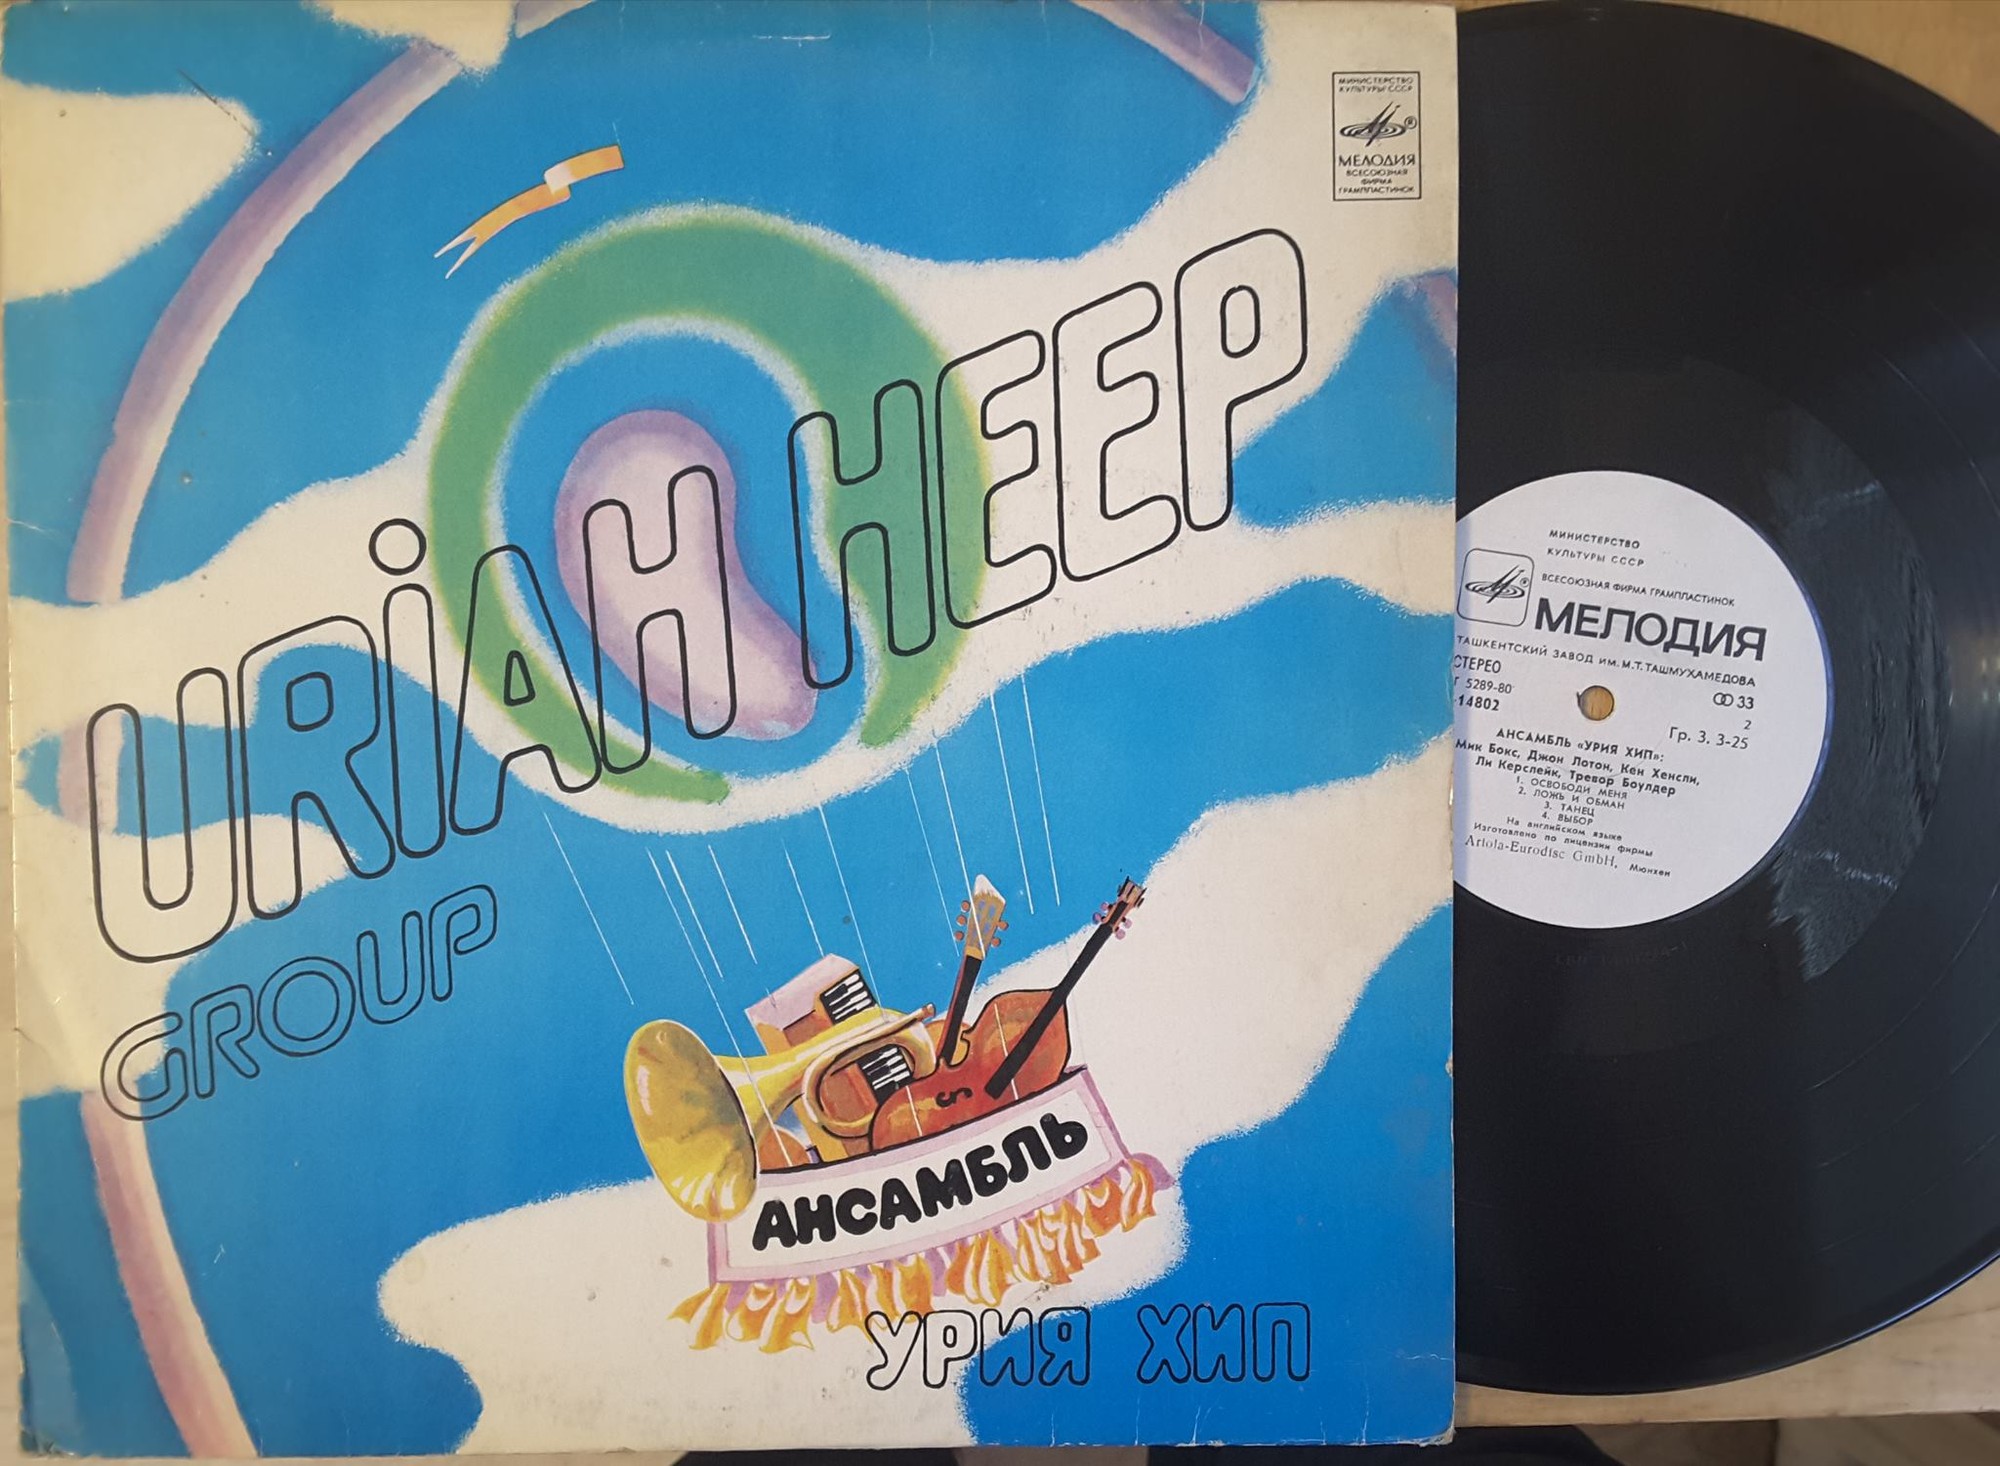 МИНИСТЕРСТВО
КУЛЬТУРЫ СССР
МЕЛОДИЯ
ВСЕСОЮЗНАЯ
ФИРМА
ГРАМПЛАСТИНОК
URiAH HEEP
GROUP
АНСАМБЛЬ
УРИЯ ХИП
МИНИСТЕРСТВО
КУЛЬТУРЫ СССР
ВСЕСОЮЗНАЯ ФИРМА ГРАМПЛАСТИНОК
МЕЛОДИЯ
ТАШКЕНТСКИЙ ЗАВОД ИМ. М.Т. ТАШМУХАМЕДОВА
СТЕРЕО
33
5289-80
2
14802
Гр. 3. 3-25
АНСАМБЛЬ «УРИЯ ХИП»:
Мик Бокс, Джон Лотон, Кен Хенсли,
Ли Керслейк, Тревор Боулдер
1. ОСВОБОДИ МЕНЯ
2. ЛОЖЬ И ОБМАН
3. ТАНЕЦ
4. ВЫБОР
На английском языке
Изготовлено по лицензии фирмы
Ariola-Eurodisc GmbH, Мюнхен